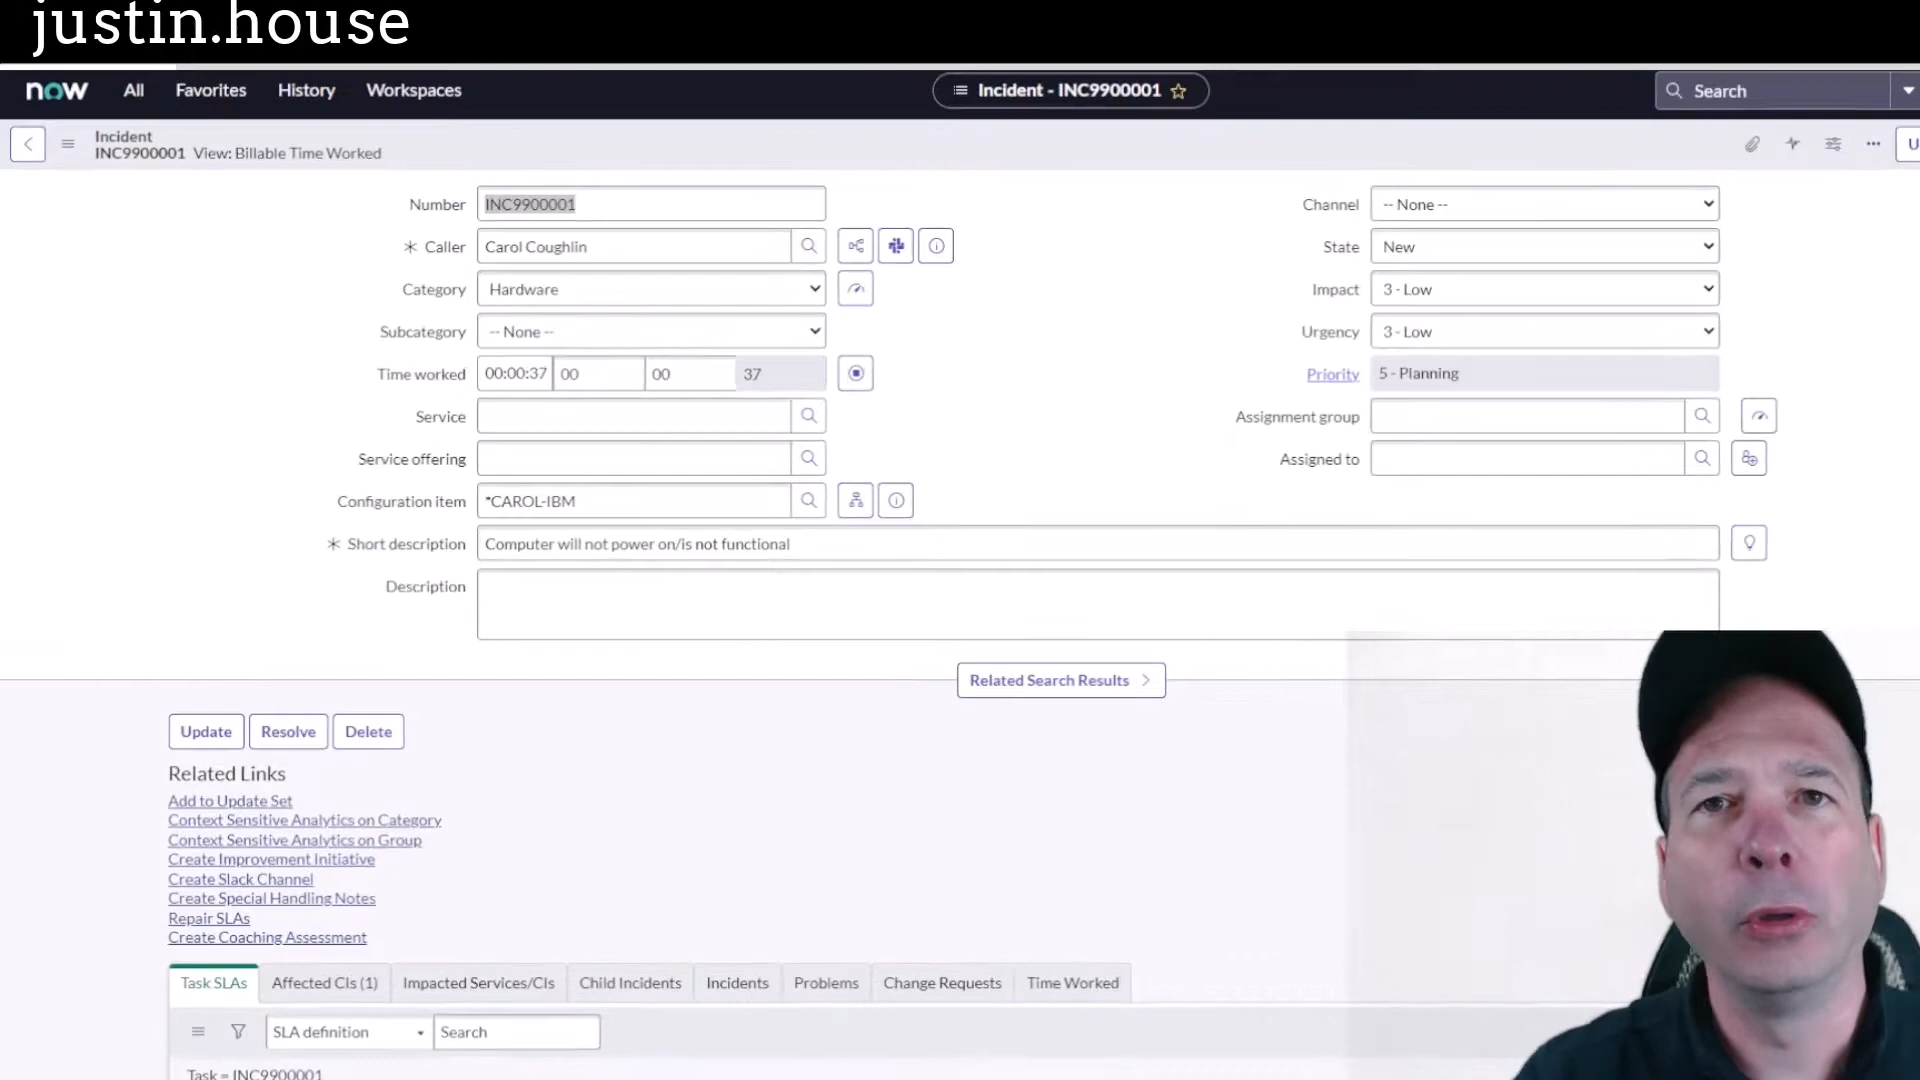 justin.house
now All Favorites History Workspaces Incident - INC9900001 Search
Incident
INC9900001 View: Billable Time Worked
Number INC9900001 Channel -- None --
Caller Carol Coughlin State New
Category Hardware Impact 3 - Low
Subcategory -- None -- Urgency 3 - Low
Time worked 00:00:37 00 00 37 Priority 5 - Planning
Service Assignment group
Service offering Assigned to
Configuration item *CAROL-IBM
Short description Computer will not power on/is not functional
Description
Related Search Results
Update Resolve Delete
Related Links
Add to Update Set
Context Sensitive Analytics on Category
Context Sensitive Analytics on Group
Create Improvement Initiative
Create Slack Channel
Create Special Handling Notes
Repair SLAs
Create Coaching Assessment
Task SLAs Affected CIs (1) Impacted Services/CIs Child Incidents Incidents Problems Change Requests Time Worked
SLA definition Search
Task = INC9900001